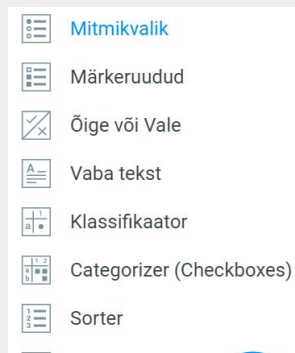 Mitmikvalik
Märkeruudud
Õige või Vale
Vaba tekst
Klassifikaator
Categorizer (Checkboxes)
Sorter